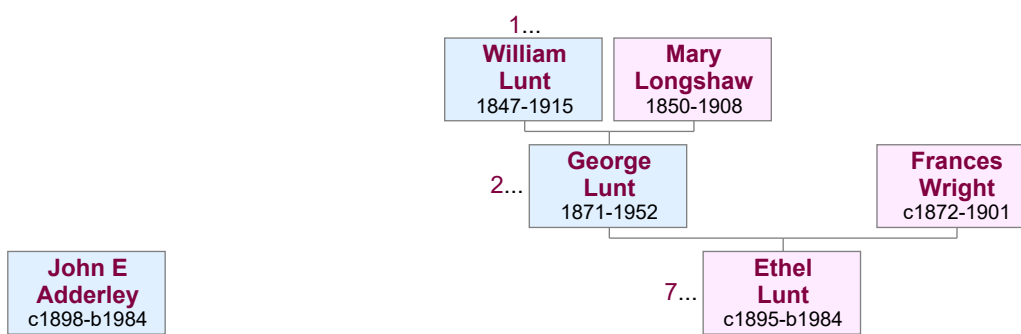 1...
William
Lunt
1847-1915
Mary
Longshaw
1850-1908
2...
George
Lunt
1871-1952
Frances
Wright
c1872-1901
John E
Adderley
c1898-b1984
7...
Ethel
Lunt
c1895-b1984